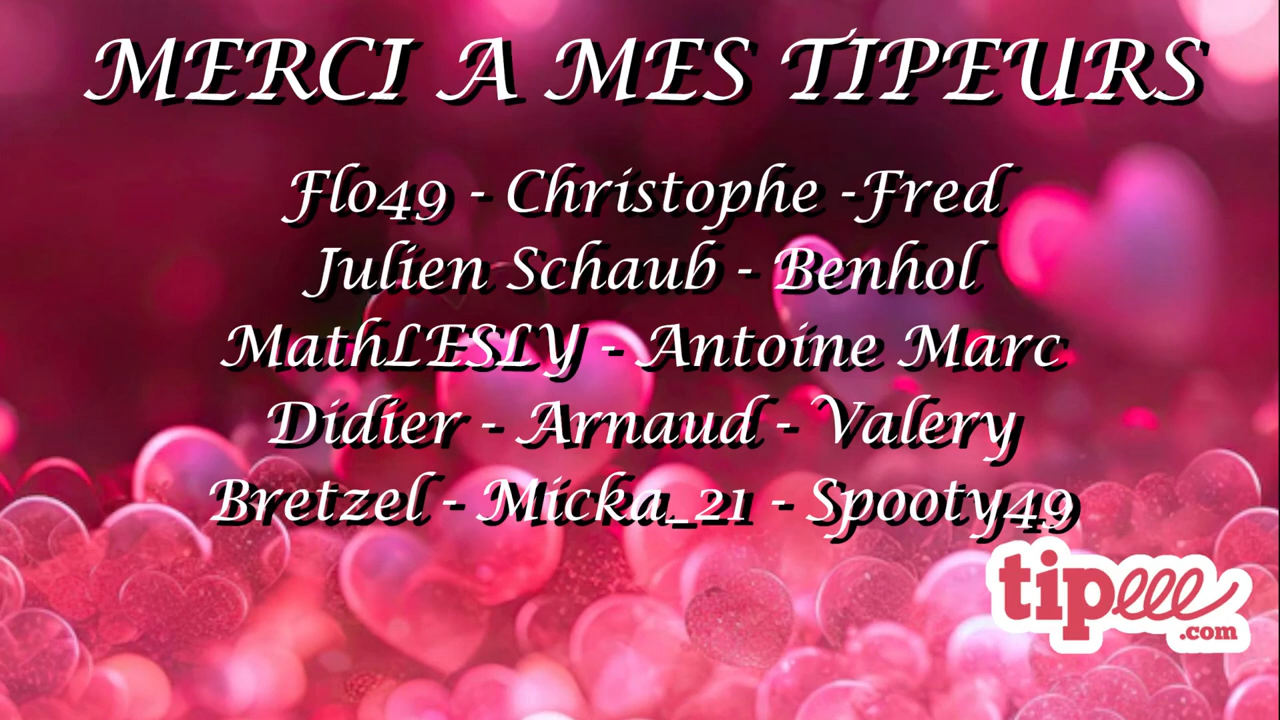 MERCI A MES TIPEURS
Flo49 - Christophe -Fred
Julien Schaub - Benhol
MathLESLY - Antoine Marc
Didier - Arnaud - Valery
Bretzel - Micka_21 - Spooty49
tipeee
.com